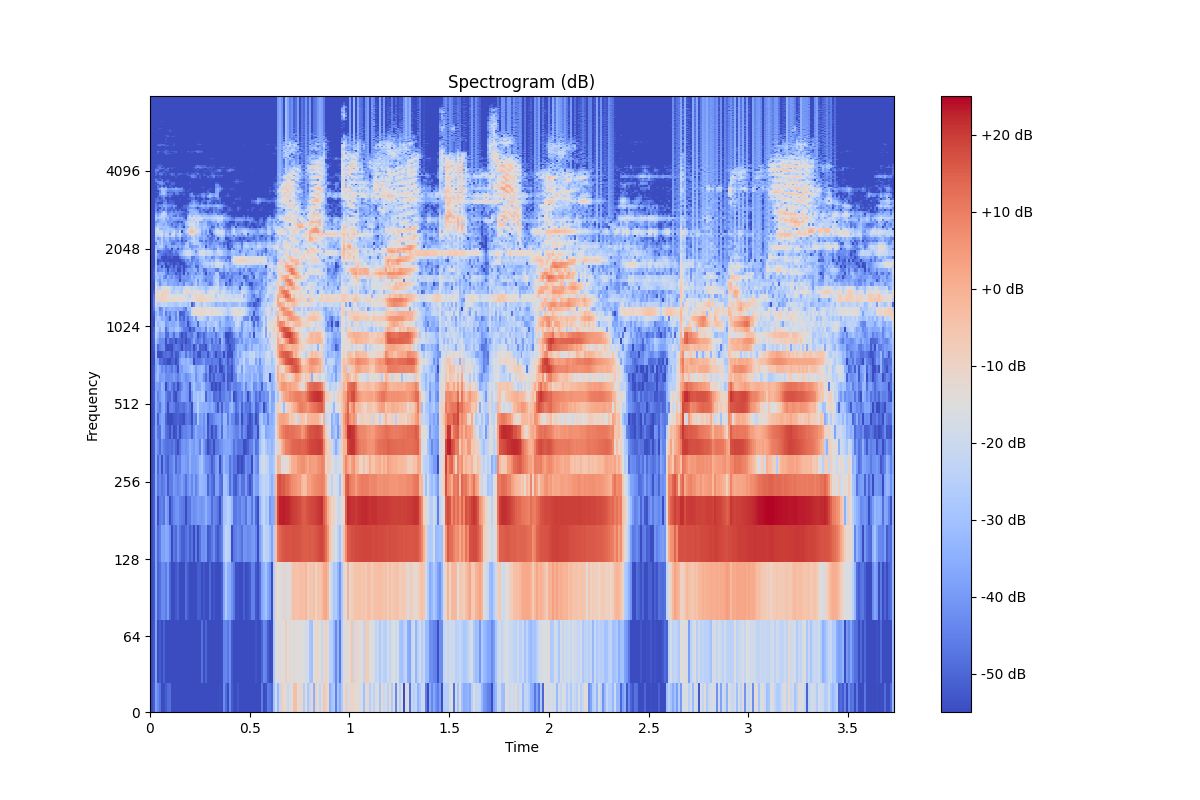 Spectrogram (dB)
Frequency
4096
2048
1024
512
256
128
64
0
0 0.5 1 1.5 2 2.5 3 3.5
Time
+20 dB
+10 dB
+0 dB
-10 dB
-20 dB
-30 dB
-40 dB
-50 dB